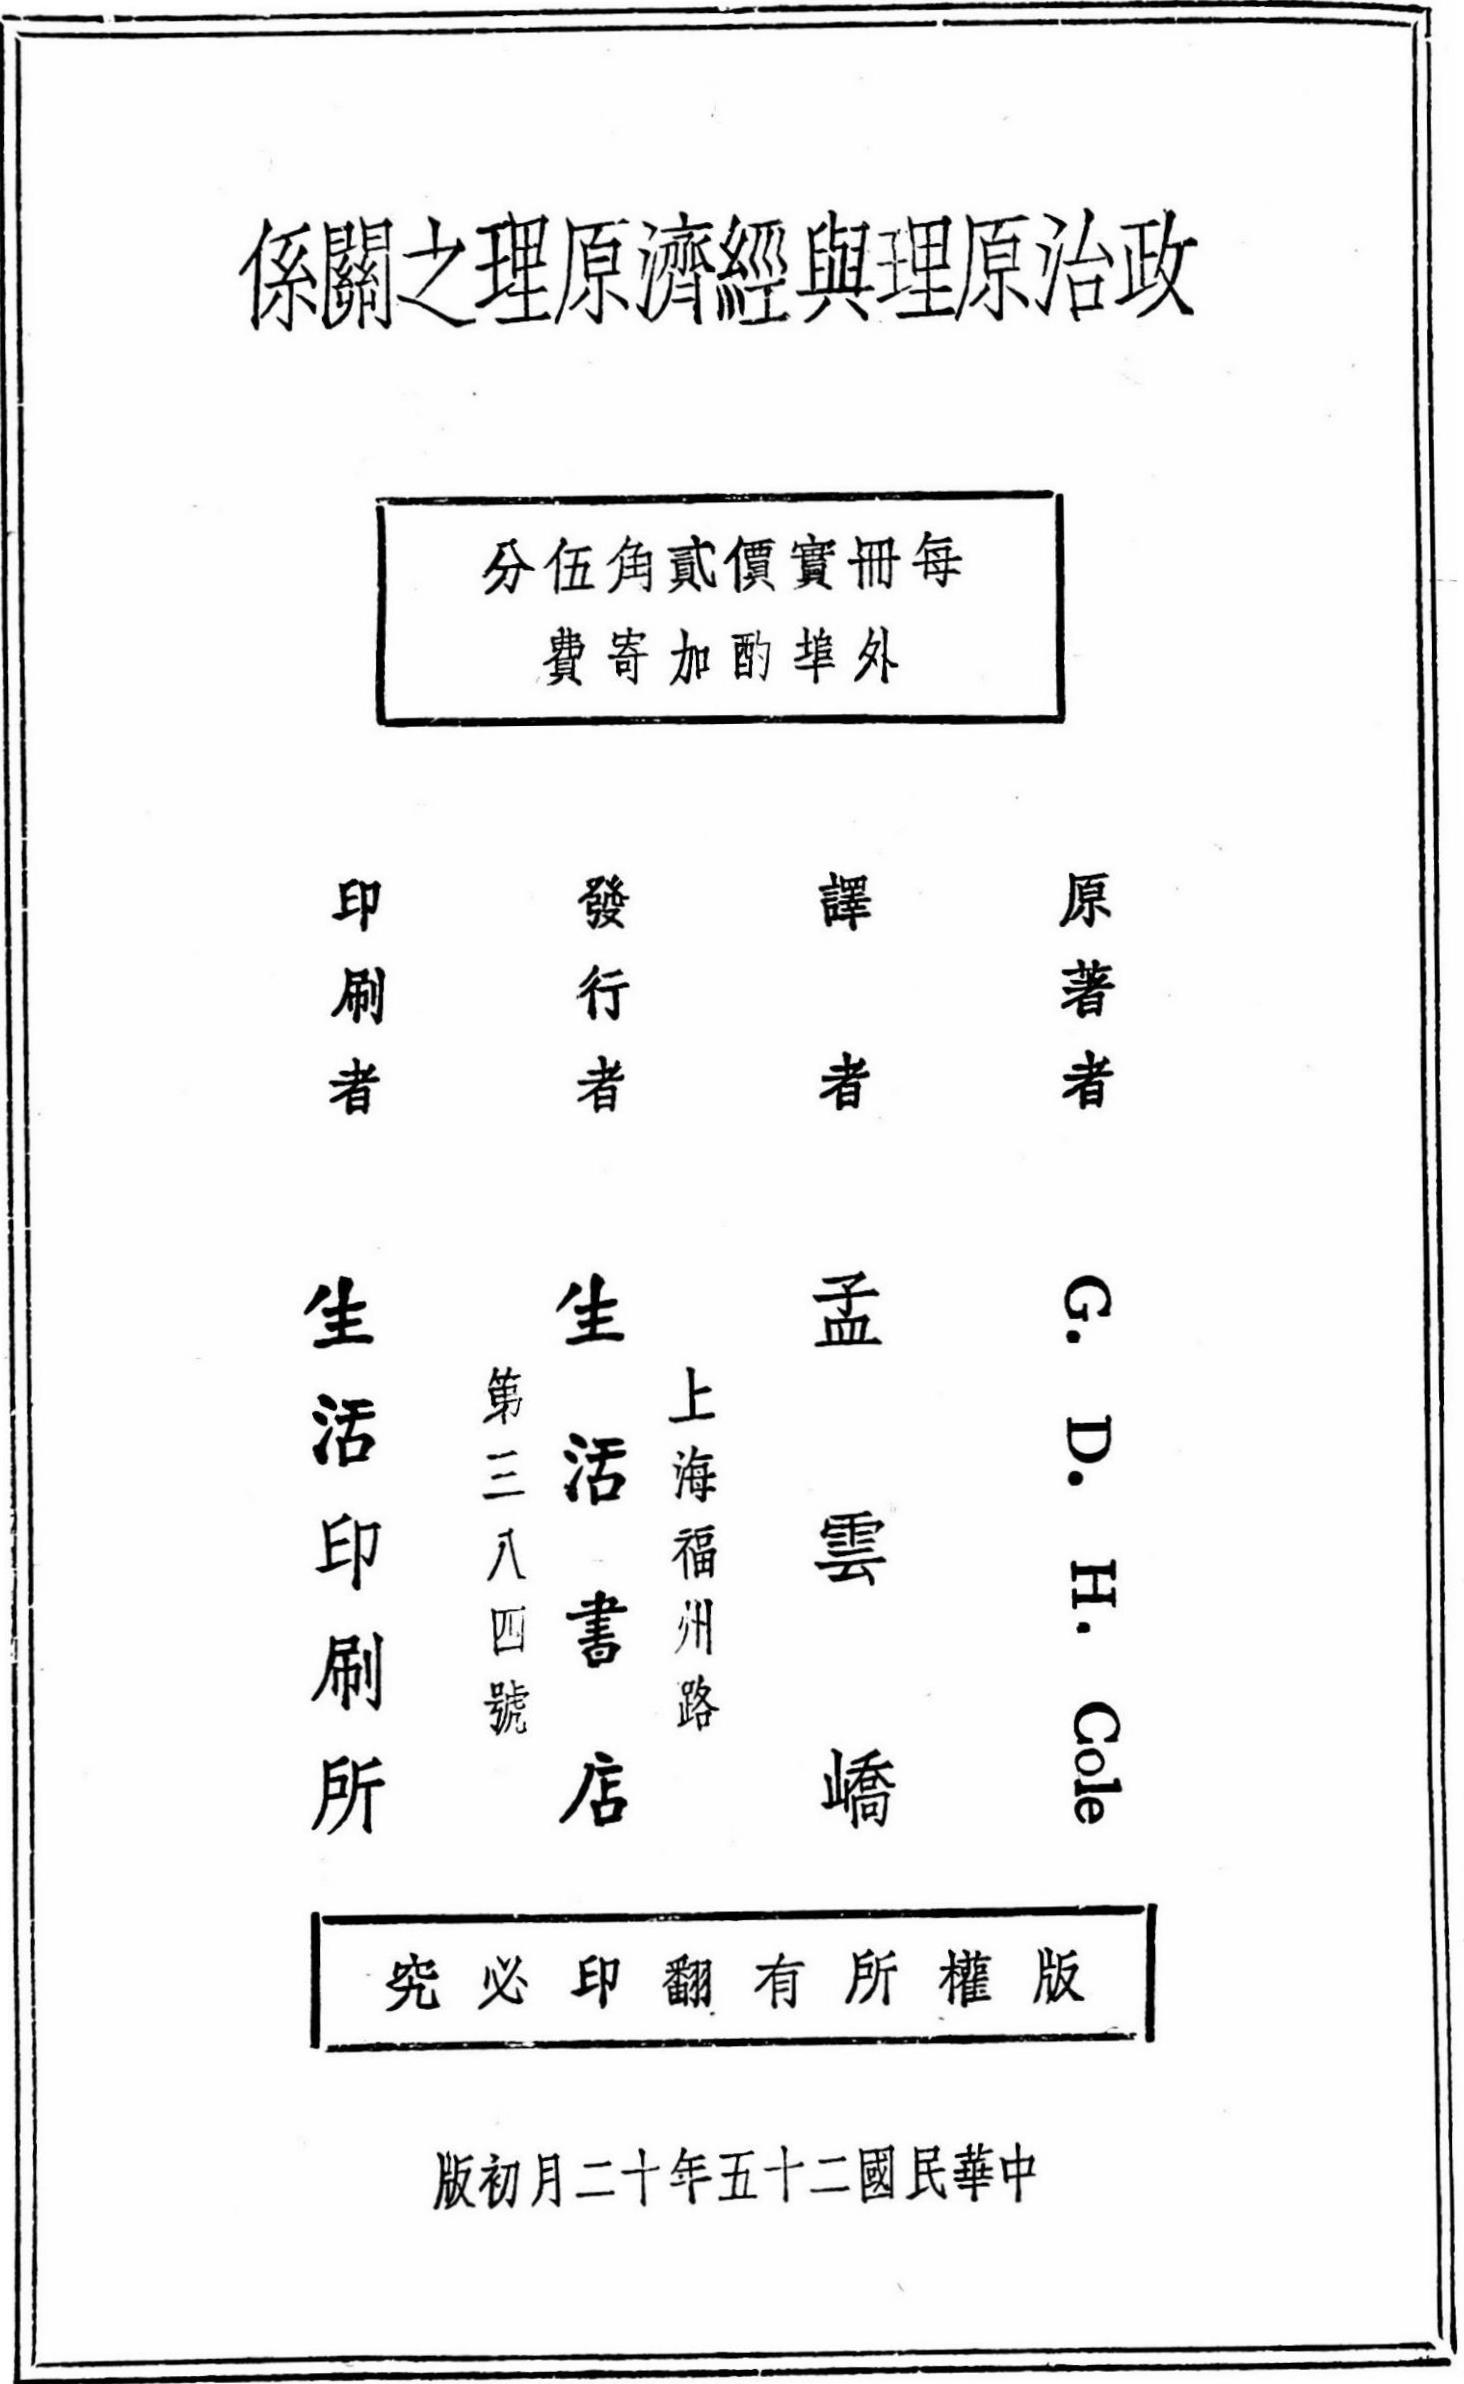 政治原理與經濟原理之關係
每冊實價貳角伍分
外埠酌加寄費
原著者 G. D. H. Cole
譯者 孟雲嶠
發行者 生活書店
上海福州路
第三八四號
印刷者 生活印刷所
版權所有翻印必究
中華民國二十五年十二月初版